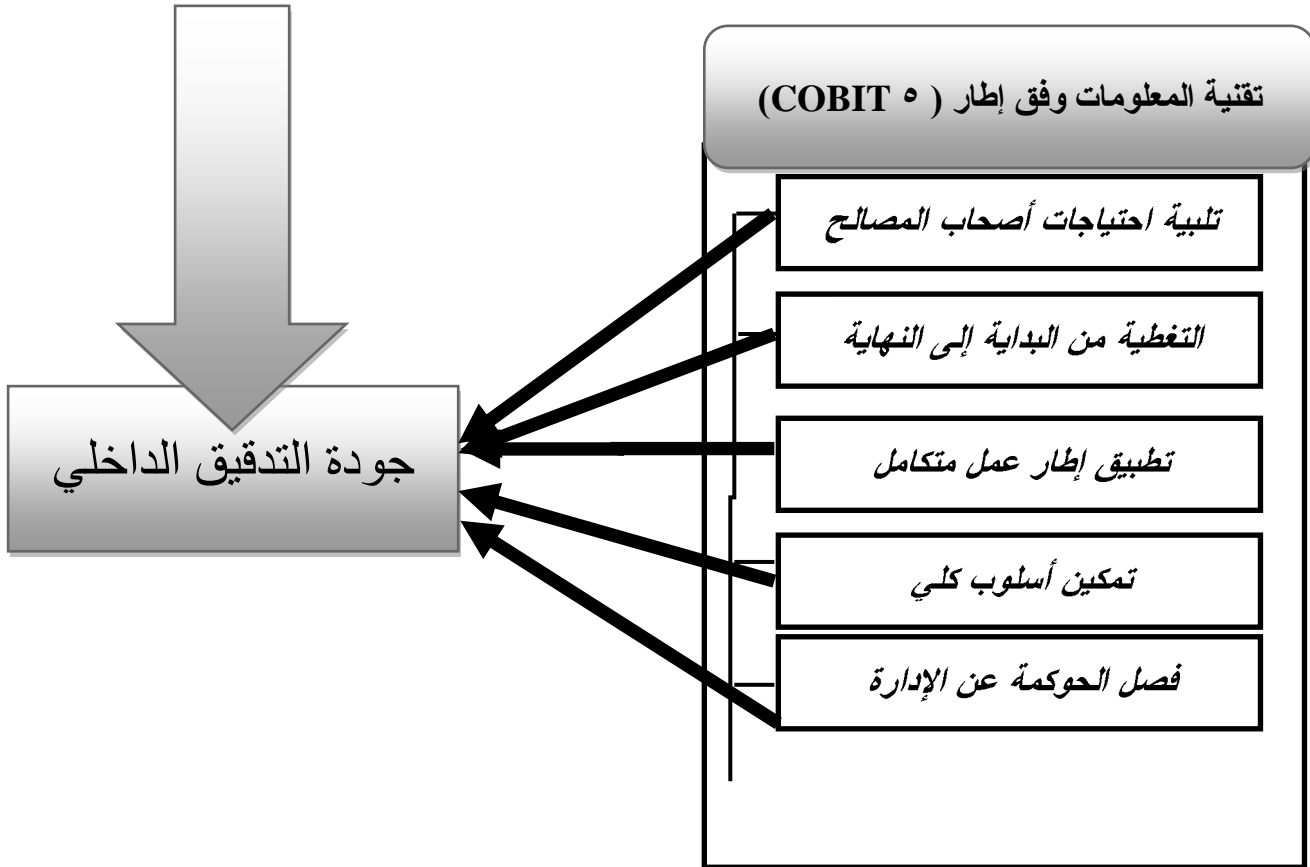 تقنية المعلومات وفق إطار ( COBIT ٥)
تلبية احتياجات أصحاب المصالح
التغطية من البداية إلى النهاية
تطبيق إطار عمل متكامل
تمكين أسلوب كلي
فصل الحوكمة عن الإدارة
جودة التدقيق الداخلي